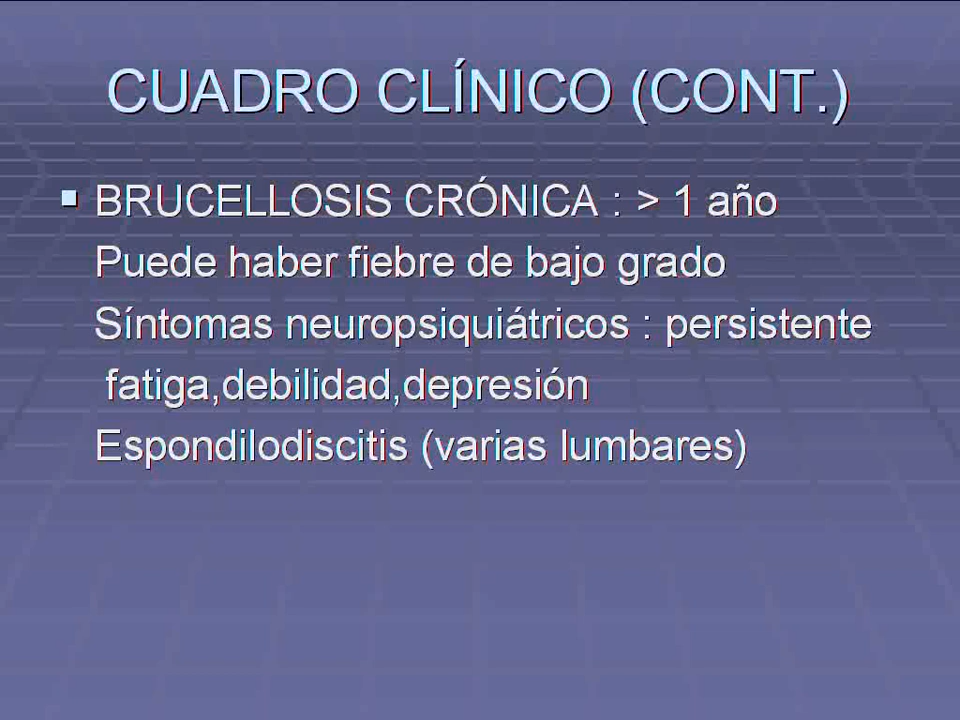 CUADRO CLÍNICO (CONT.)
▪ BRUCELLOSIS CRÓNICA : > 1 año
Puede haber fiebre de bajo grado
Síntomas neuropsiquiátricos : persistente
fatiga,debilidad,depresión
Espondilodiscitis (varias lumbares)